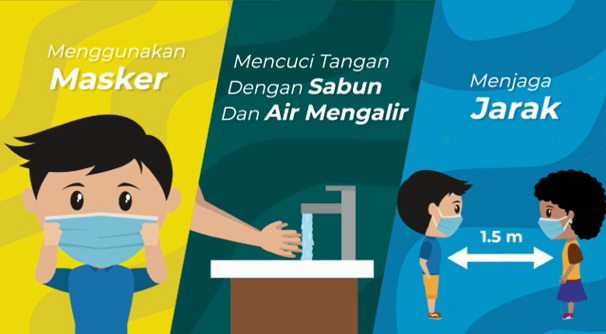 Menggunakan
Masker
Mencuci Tangan
Dengan Sabun
Dan Air Mengalir
Menjaga
Jarak
1.5 m